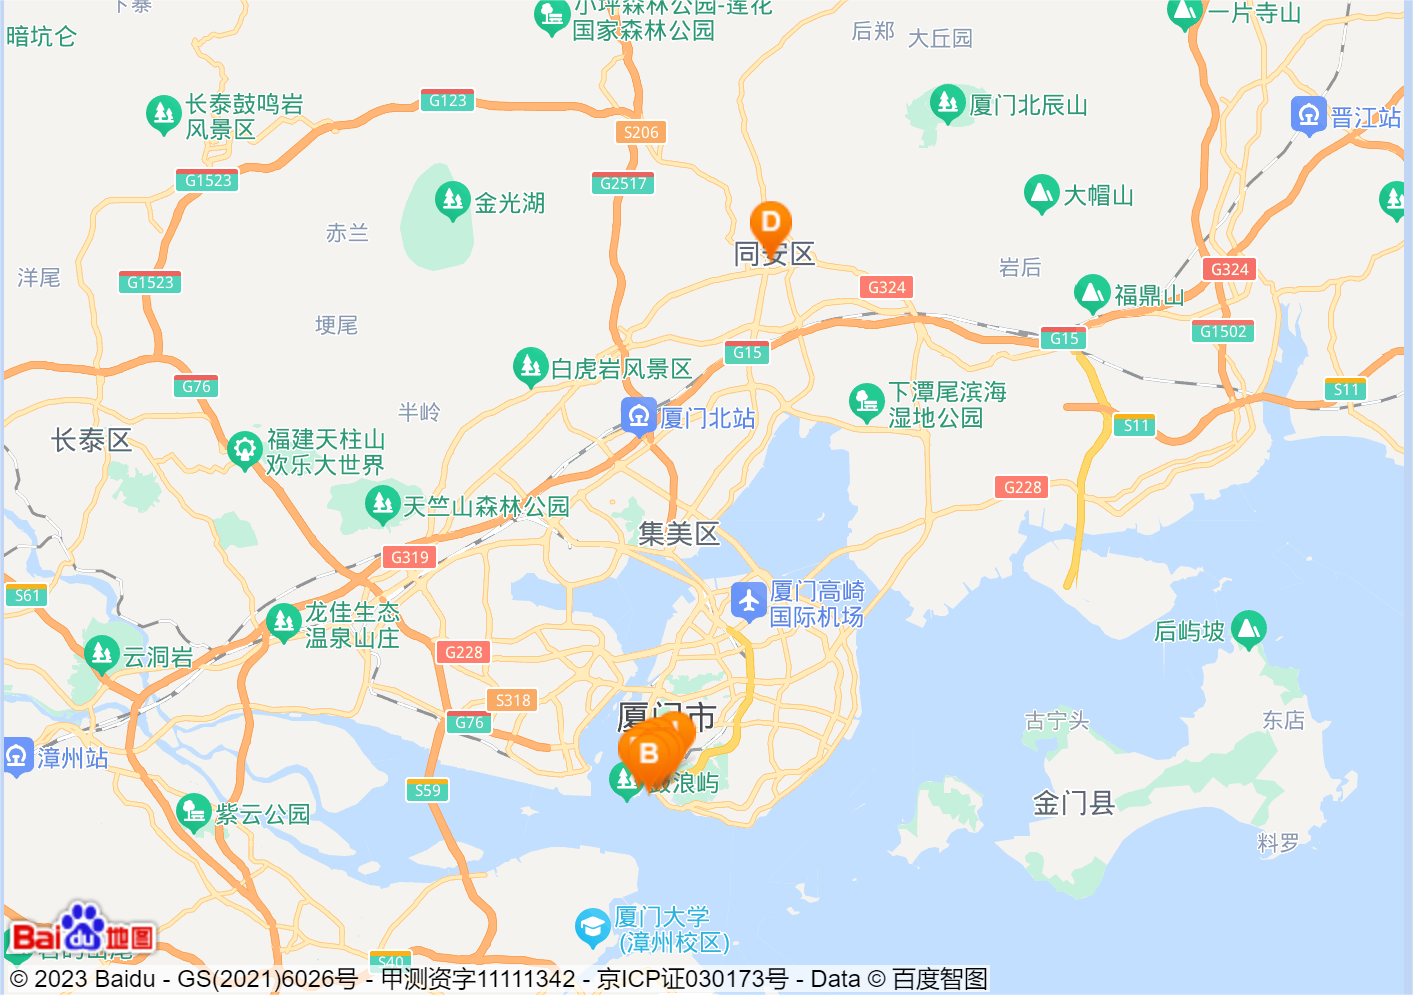 下寨
小坪森林公园-莲花
国家森林公园
后郑
大丘园
一片寺山
暗坑仑
长泰鼓鸣岩
风景区
G123
厦门北辰山
晋江站
S206
G1523
G2517
金光湖
大帽山
D
赤兰
同安区
洋尾
G1523
岩后
G324
G324
福鼎山
埂尾
G15
G15
G1502
白虎岩风景区
G76
S11
下潭尾滨海
湿地公园
半岭
厦门北站
S11
长泰区
福建天柱山
欢乐大世界
G228
天竺山森林公园
集美区
G319
S61
厦门高崎
国际机场
龙佳生态
温泉山庄
后屿坡
云洞岩
G228
S318
厦门市
G76
古宁头
东店
B
漳州站
鼓浪屿
S59
金门县
紫云公园
料罗
厦门大学
(漳州校区)
Bai du 地图
S40
© 2023 Baidu - GS(2021)6026号 - 甲测资字11111342 - 京ICP证030173号 - Data © 百度智图